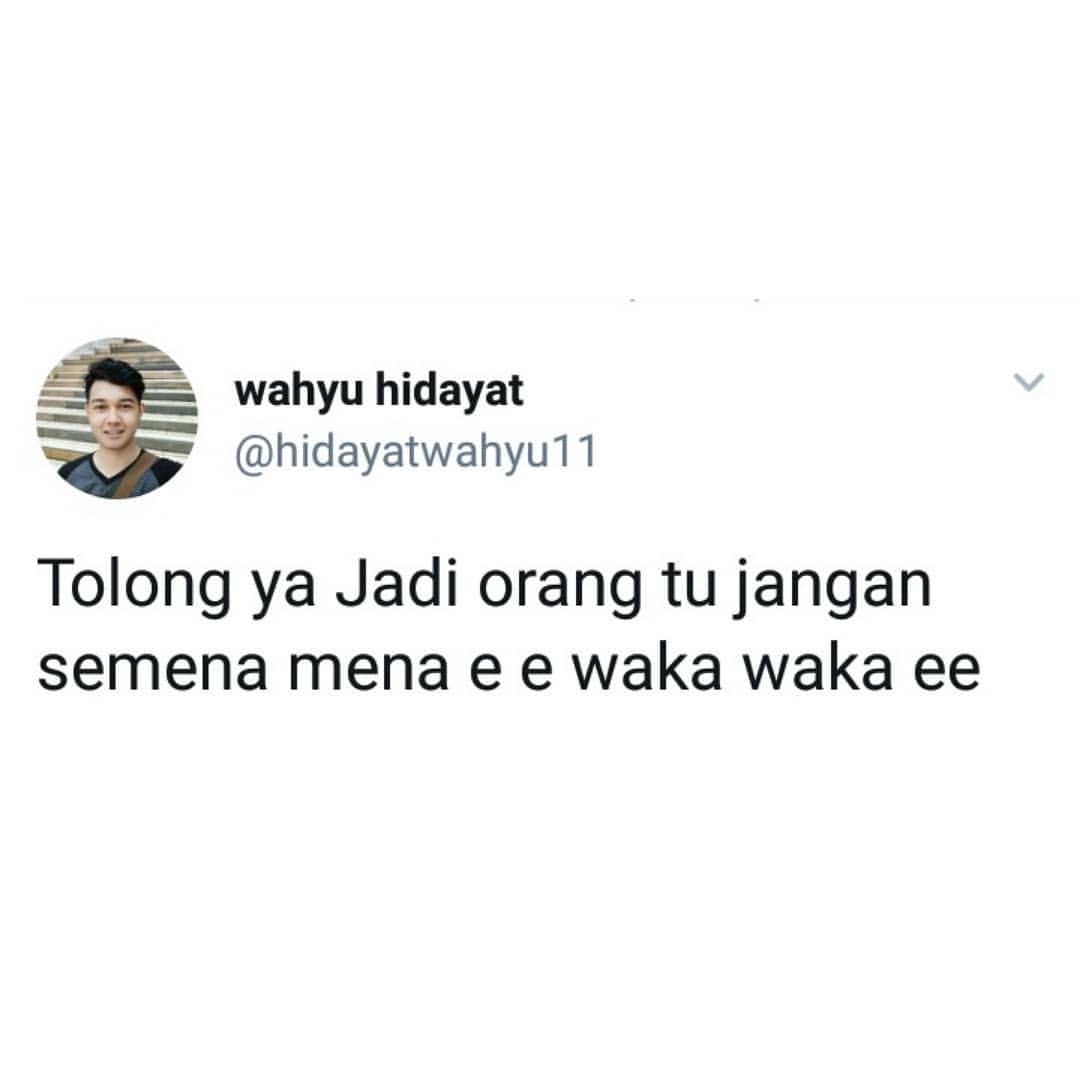 wahyu hidayat
@hidayatwahyu11
Tolong ya Jadi orang tu jangan
semena mena e e waka waka ee